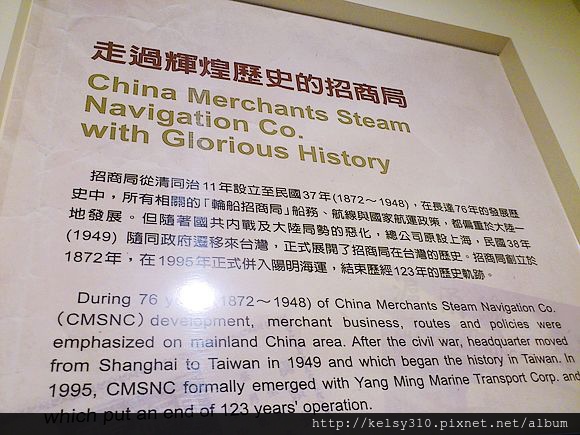 走過輝煌歷史的招商局
China Merchants Steam
Navigation Co.
with Glorious History
招商局從清同治11年設立至民國37年(1872～1948)，在長達76年的發展歷
史中，所有相關的「輪船招商局」船務、航線與國家航運政策，都偏重於大陸一
地發展。但隨著國共內戰及大陸局勢的惡化，總公司原設上海，民國38年
(1949) 隨同政府遷移來台灣，正式展開了招商局在台灣的歷史。招商局創立於
1872年，在1995年正式併入陽明海運，結束歷經123年的歷史軌跡。
During 76 (1872～1948) of China Merchants Steam Navigation Co.
(CMSNC) development, merchant business, routes and policies were
emphasized on mainland China area. After the civil war, headquarter moved
from Shanghai to Taiwan in 1949 and which began the history in Taiwan. In
1995, CMSNC formally emerged with Yang Ming Marine Transport Corp. and
which put an end of 123 years' operation.
http://kelsy310.pixnet.net/album